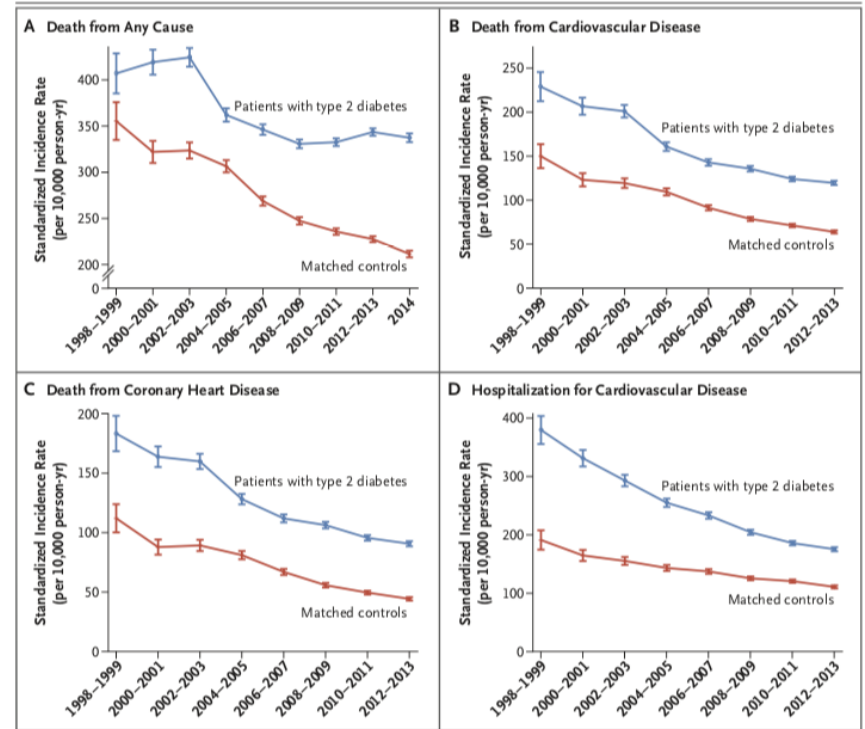 A Death from Any Cause
Standardized Incidence Rate
(per 10,000 person-yr)
400
350
300
250
200
0
Patients with type 2 diabetes
Matched controls
1998–1999
2000–2001
2002–2003
2004–2005
2006–2007
2008–2009
2010–2011
2012–2013
2014
B Death from Cardiovascular Disease
Standardized Incidence Rate
(per 10,000 person-yr)
250
200
150
100
50
0
Patients with type 2 diabetes
Matched controls
1998–1999
2000–2001
2002–2003
2004–2005
2006–2007
2008–2009
2010–2011
2012–2013
C Death from Coronary Heart Disease
Standardized Incidence Rate
(per 10,000 person-yr)
200
150
100
50
0
Patients with type 2 diabetes
Matched controls
1998–1999
2000–2001
2002–2003
2004–2005
2006–2007
2008–2009
2010–2011
2012–2013
D Hospitalization for Cardiovascular Disease
Standardized Incidence Rate
(per 10,000 person-yr)
400
300
200
100
0
Patients with type 2 diabetes
Matched controls
1998–1999
2000–2001
2002–2003
2004–2005
2006–2007
2008–2009
2010–2011
2012–2013